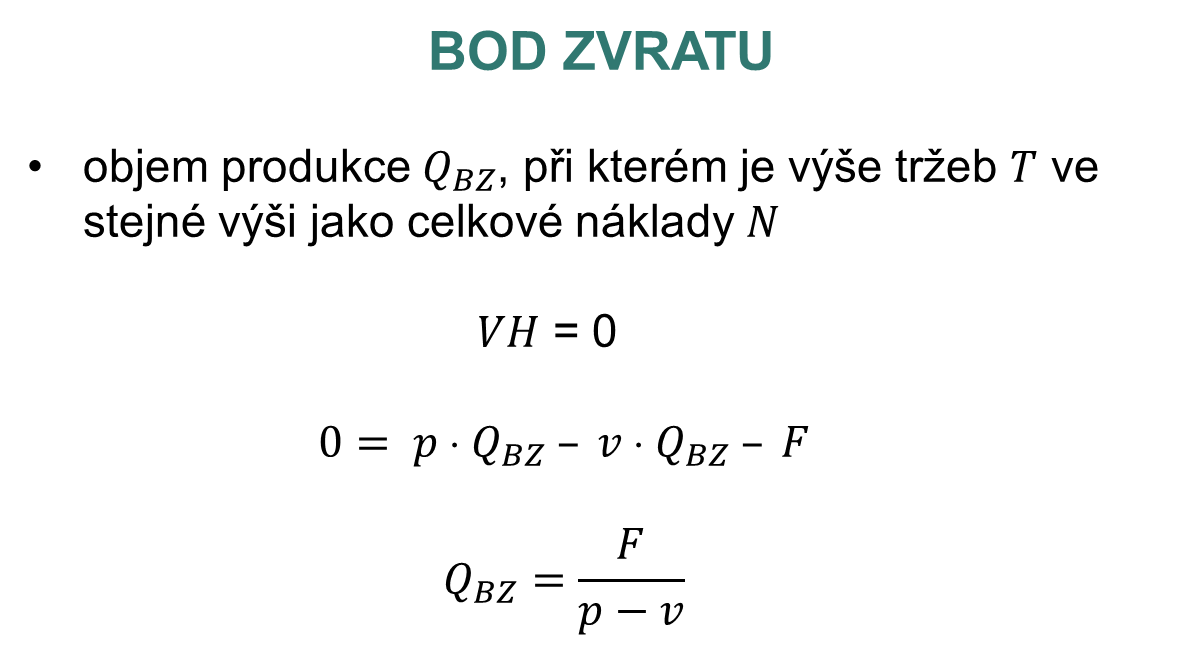 BOD ZVRATU
• objem produkce Q_BZ, při kterém je výše tržeb T ve
stejné výši jako celkové náklady N
VH = 0
0 = p · Q_BZ – v · Q_BZ – F
Q_BZ = F / (p − v)